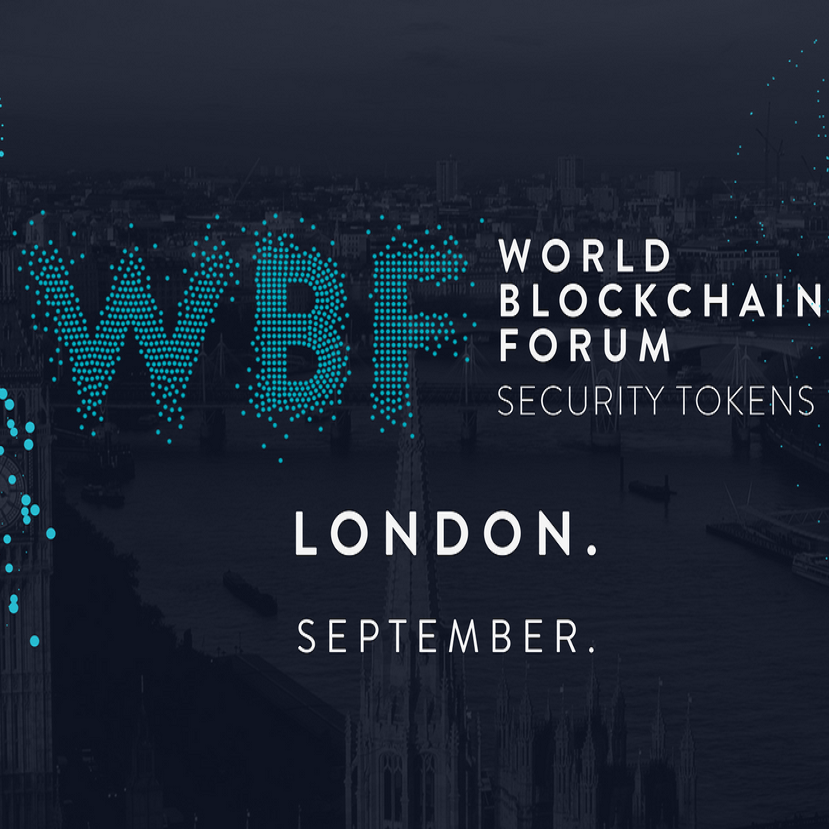 WBF
WORLD
BLOCKCHAIN
FORUM
SECURITY TOKENS
LONDON.
SEPTEMBER.